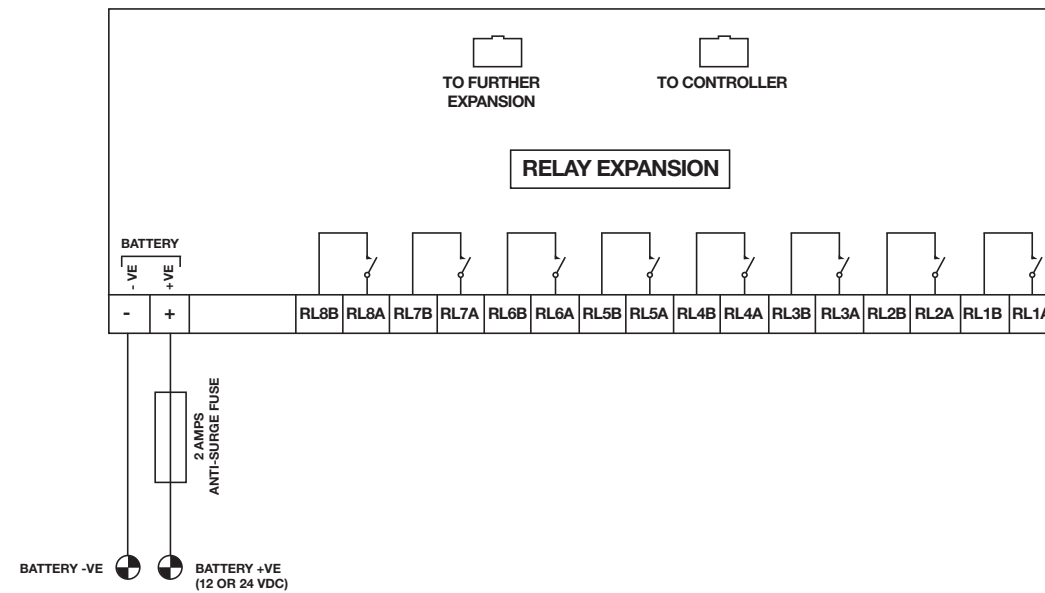 TO FURTHER
EXPANSION
TO CONTROLLER
RELAY EXPANSION
BATTERY
- VE
+VE
- + RL8B RL8A RL7B RL7A RL6B RL6A RL5B RL5A RL4B RL4A RL3B RL3A RL2B RL2A RL1B RL1A
2 AMPS
ANTI-SURGE FUSE
BATTERY -VE
BATTERY +VE
(12 OR 24 VDC)